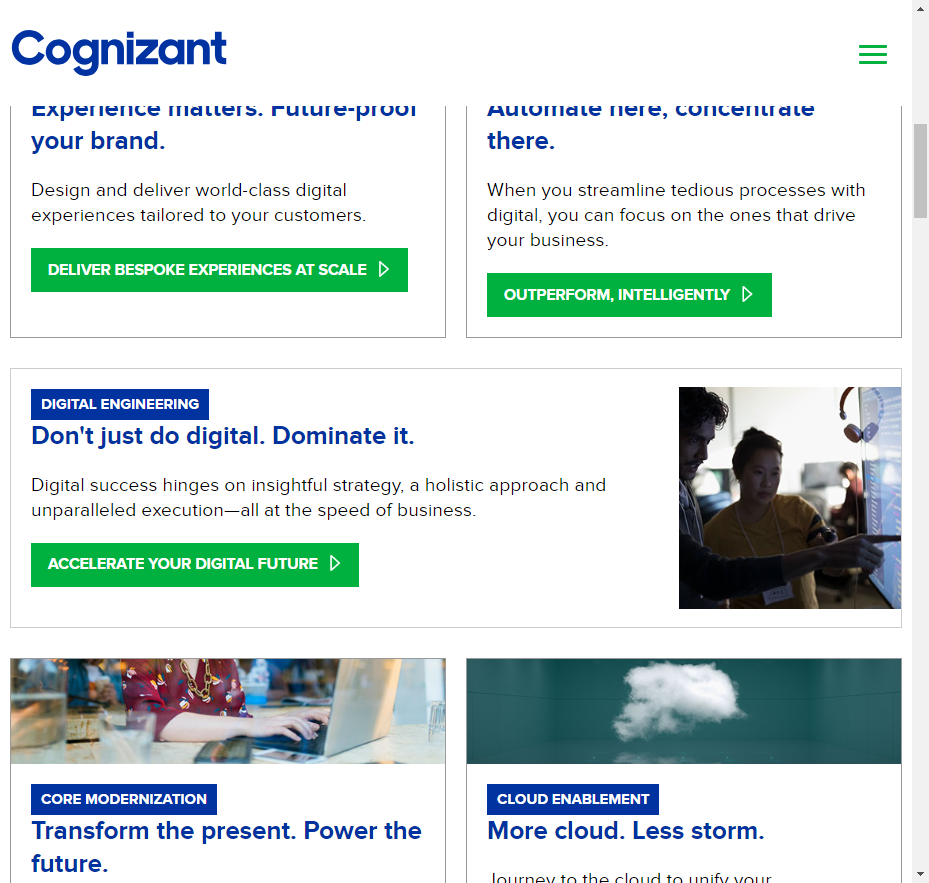 Cognizant
Experience matters. Future-proof
your brand.
Design and deliver world-class digital
experiences tailored to your customers.
DELIVER BESPOKE EXPERIENCES AT SCALE
Automate here, concentrate
there.
When you streamline tedious processes with
digital, you can focus on the ones that drive
your business.
OUTPERFORM, INTELLIGENTLY
DIGITAL ENGINEERING
Don't just do digital. Dominate it.
Digital success hinges on insightful strategy, a holistic approach and
unparalleled execution—all at the speed of business.
ACCELERATE YOUR DIGITAL FUTURE
CORE MODERNIZATION
Transform the present. Power the
future.
CLOUD ENABLEMENT
More cloud. Less storm.
Journey to the cloud to unify your